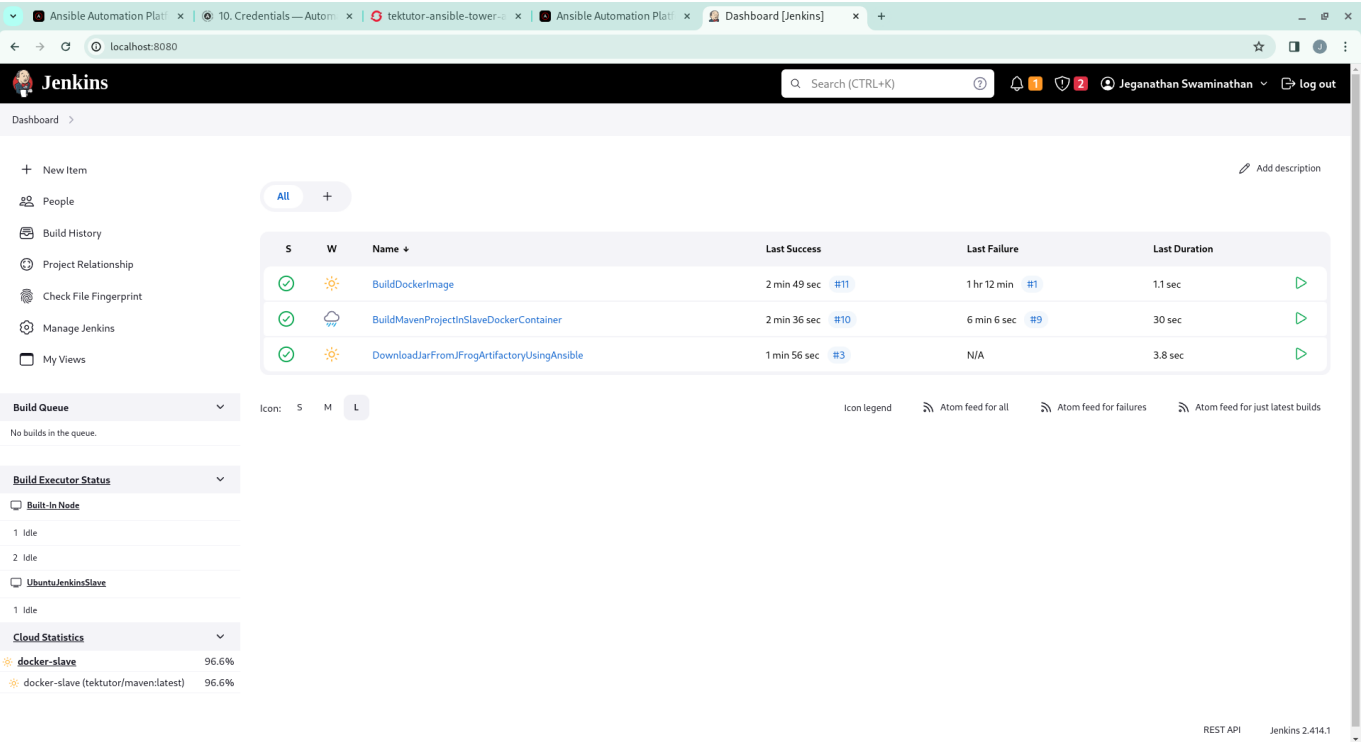 Ansible Automation Platf
10. Credentials — Autom
tektutor-ansible-tower-a
Ansible Automation Platf
Dashboard [Jenkins]
localhost:8080
J
Jenkins
Search (CTRL+K)
1
2
Jeganathan Swaminathan
log out
Dashboard
New Item
People
Build History
Project Relationship
Check File Fingerprint
Manage Jenkins
My Views
Add description
All +
S W Name ↓ Last Success Last Failure Last Duration
BuildDockerImage 2 min 49 sec #11 1 hr 12 min #1 1.1 sec
BuildMavenProjectInSlaveDockerContainer 2 min 36 sec #10 6 min 6 sec #9 30 sec
DownloadJarFromJFrogArtifactoryUsingAnsible 1 min 56 sec #3 N/A 3.8 sec
Icon: S M L
Icon legend Atom feed for all Atom feed for failures Atom feed for just latest builds
Build Queue
No builds in the queue.
Build Executor Status
Built-In Node
1 Idle
2 Idle
UbuntuJenkinsSlave
1 Idle
Cloud Statistics
docker-slave 96.6%
docker-slave (tektutor/maven:latest) 96.6%
REST API Jenkins 2.414.1